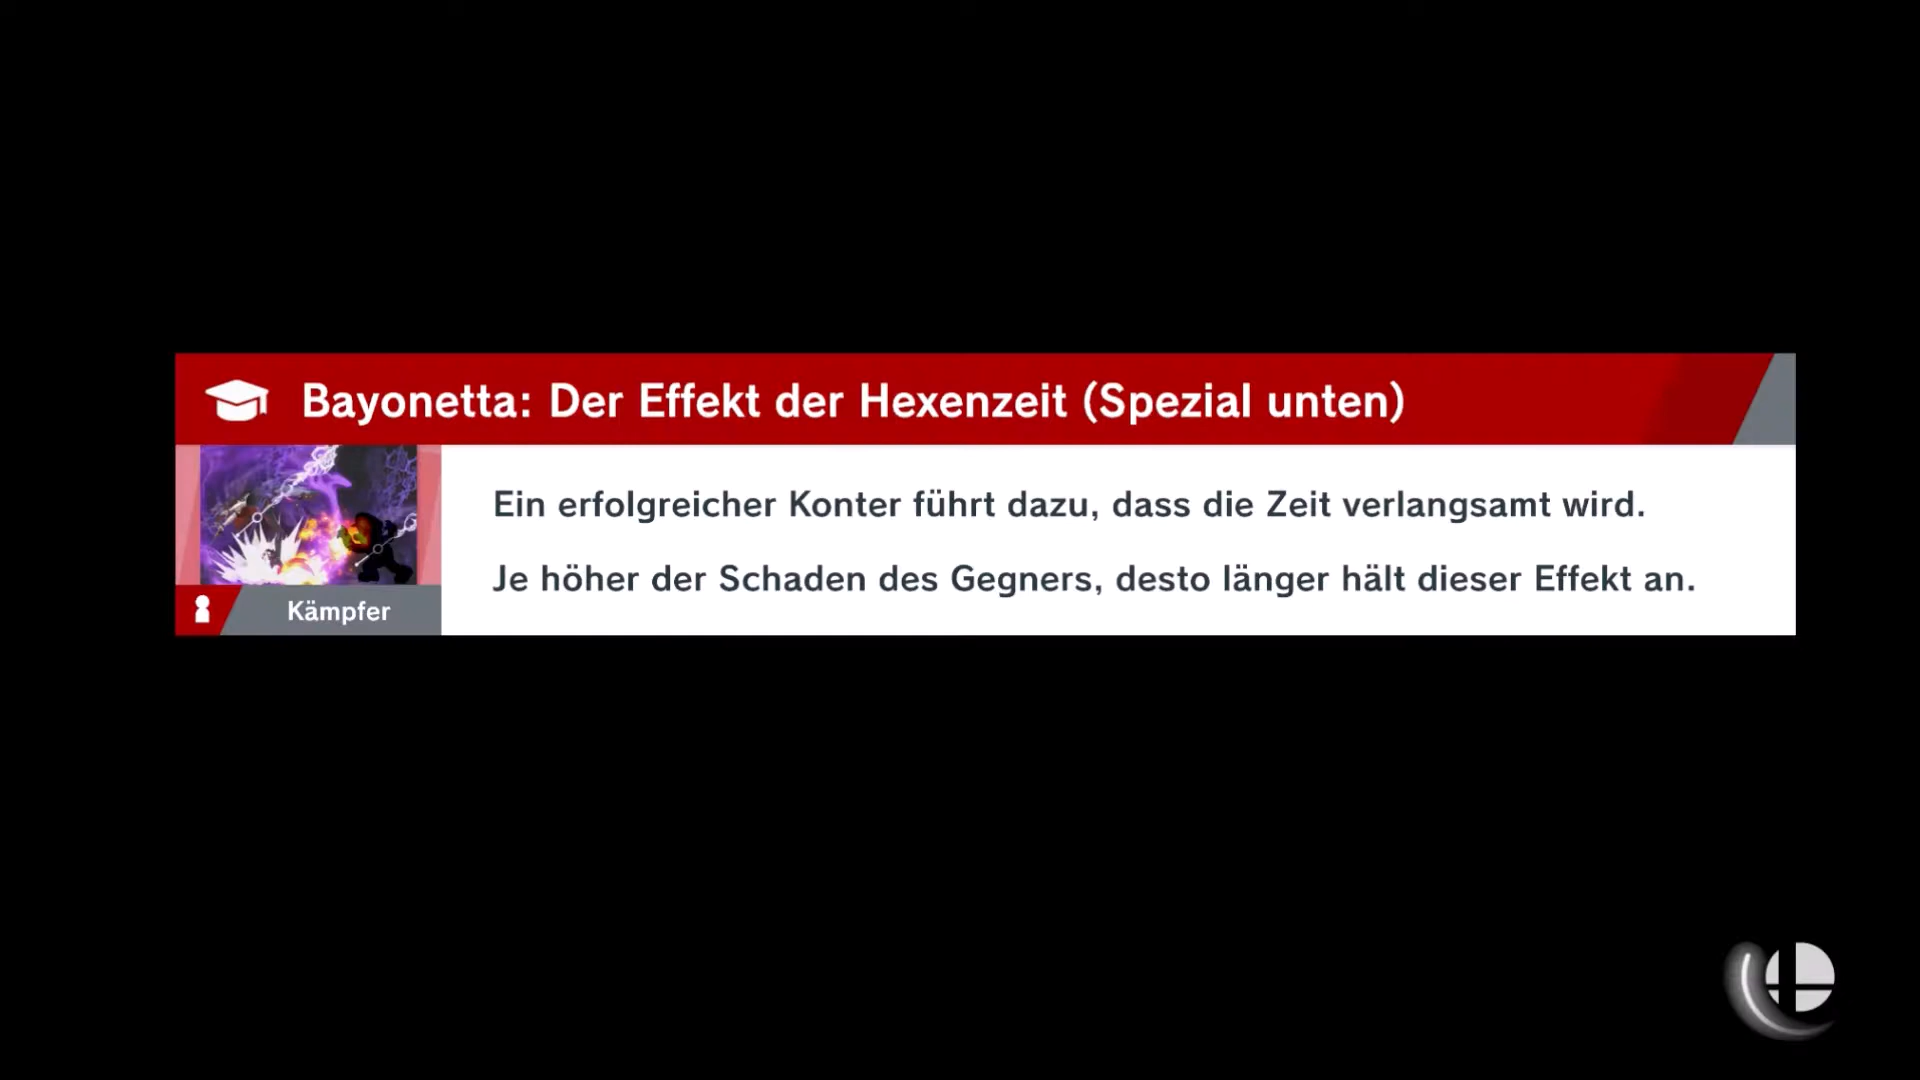 Bayonetta: Der Effekt der Hexenzeit (Spezial unten)
Ein erfolgreicher Konter führt dazu, dass die Zeit verlangsamt wird.
Je höher der Schaden des Gegners, desto länger hält dieser Effekt an.
Kämpfer